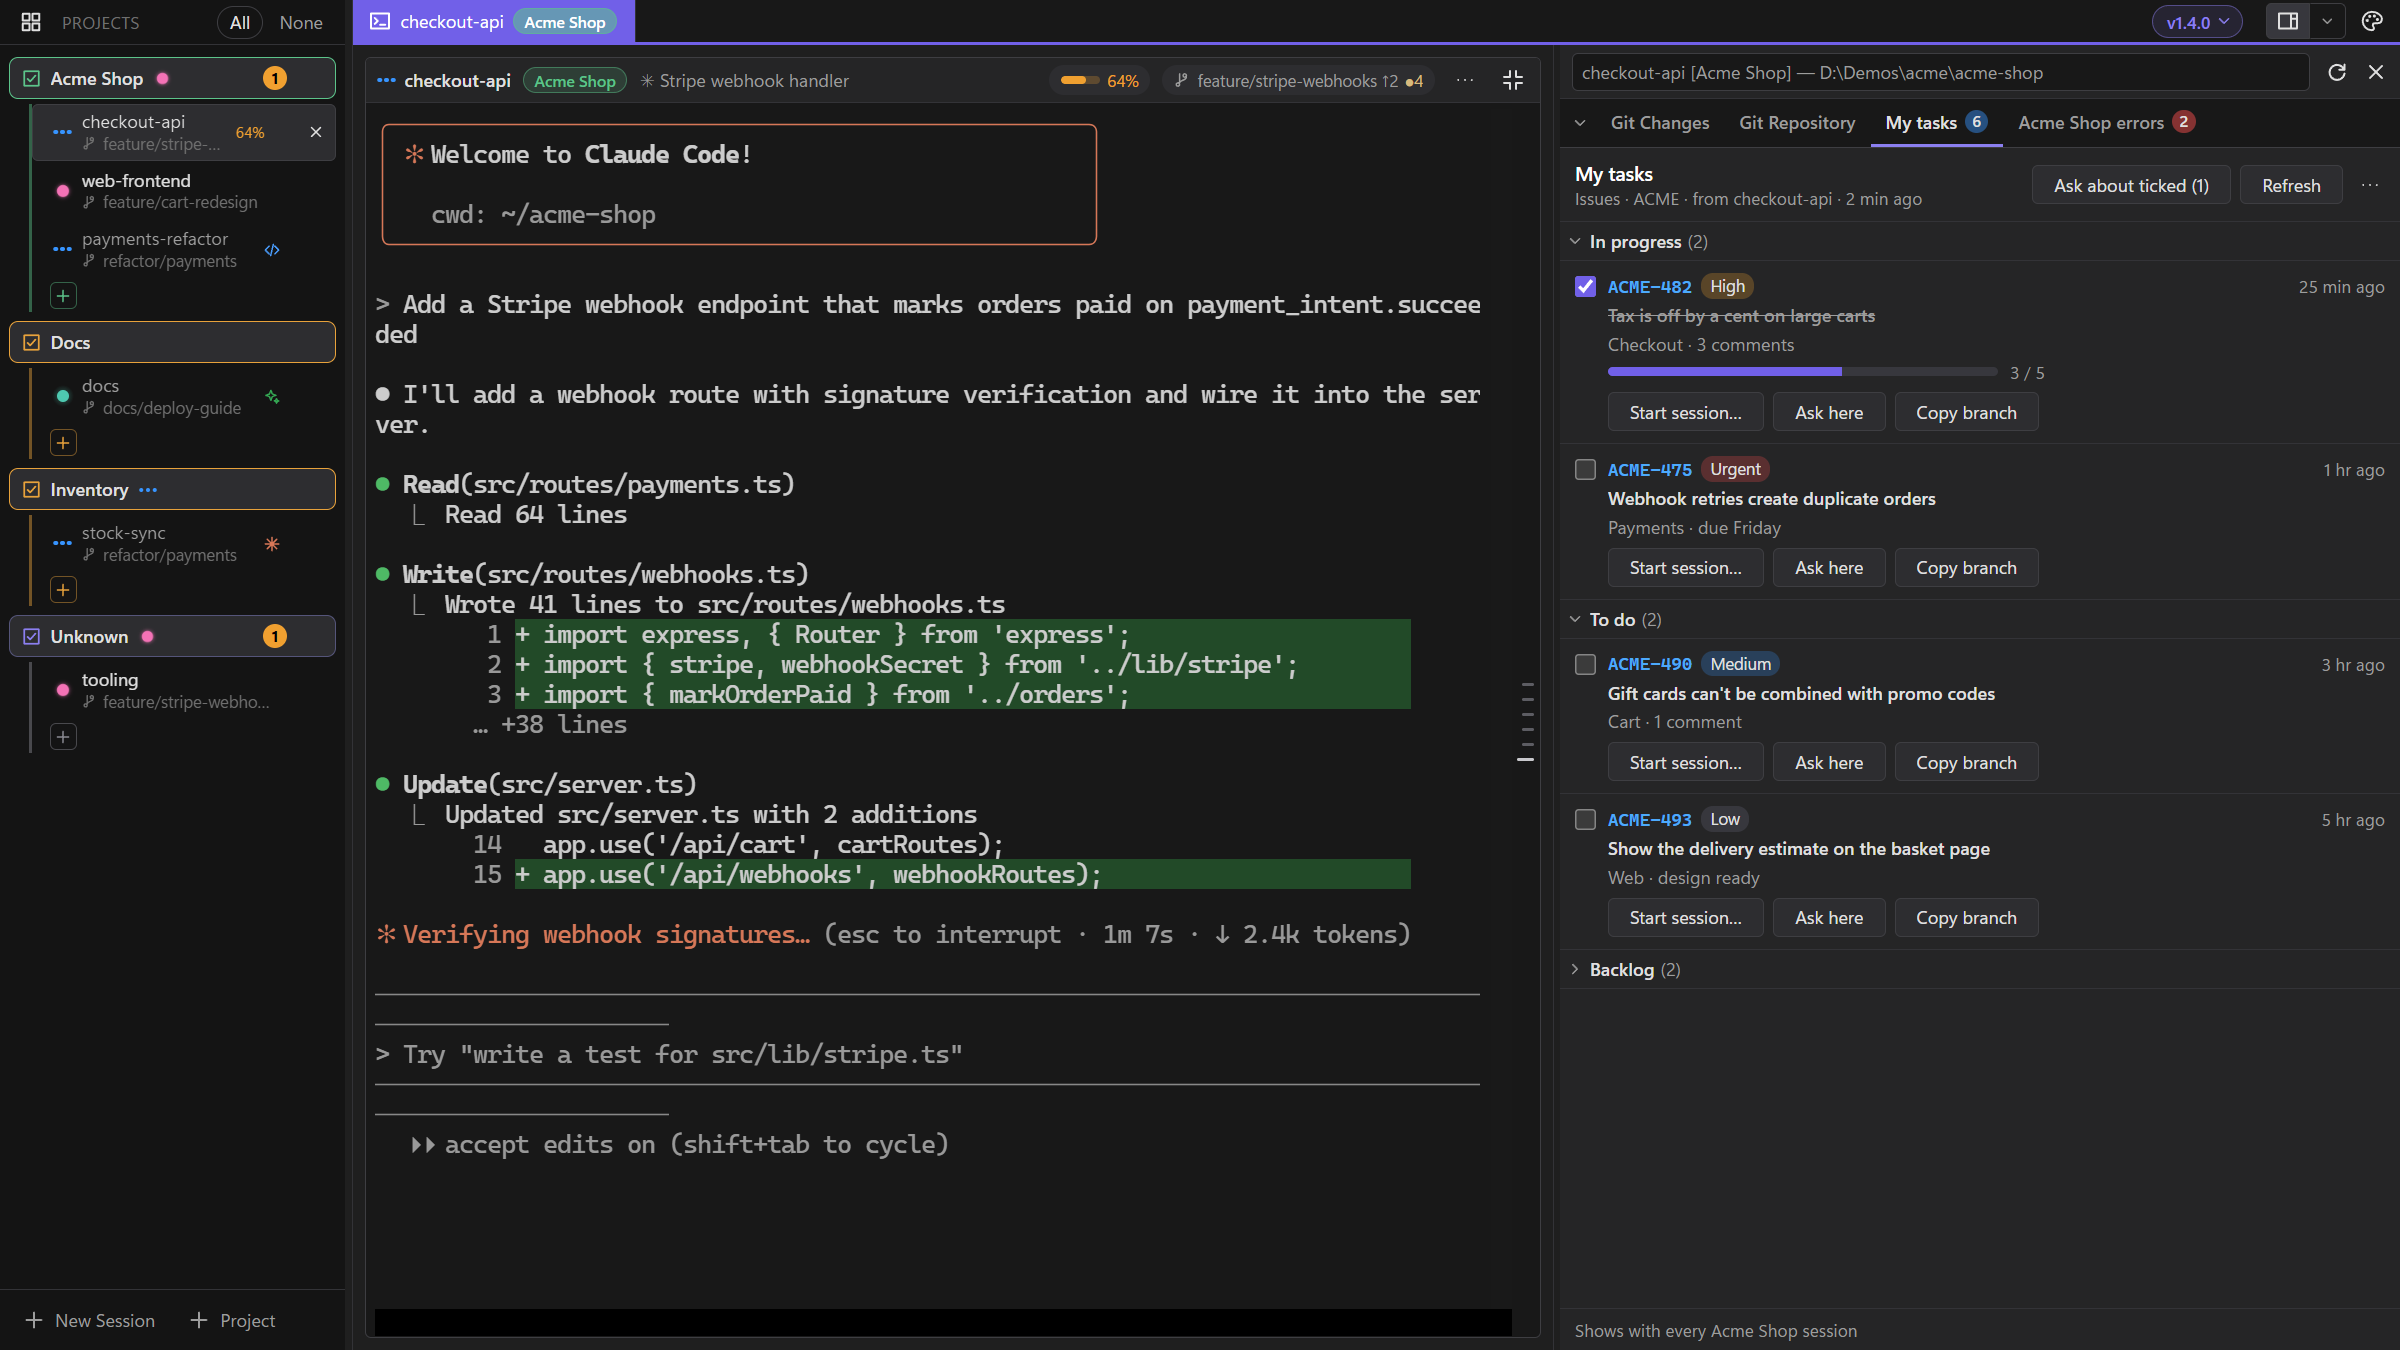 PROJECTS
All
None
Acme Shop
1
checkout-api
feature/stripe-...
64%
web-frontend
feature/cart-redesign
payments-refactor
refactor/payments
Docs
docs
docs/deploy-guide
Inventory
stock-sync
refactor/payments
Unknown
1
tooling
feature/stripe-webho...
New Session
Project
checkout-api Acme Shop
v1.4.0
checkout-api Acme Shop Stripe webhook handler
64%
feature/stripe-webhooks ↑2 ●4
Welcome to Claude Code!
cwd: ~/acme-shop
> Add a Stripe webhook endpoint that marks orders paid on payment_intent.succee
ded
● I'll add a webhook route with signature verification and wire it into the ser
ver.
● Read(src/routes/payments.ts)
⎿ Read 64 lines
● Write(src/routes/webhooks.ts)
⎿ Wrote 41 lines to src/routes/webhooks.ts
1 + import express, { Router } from 'express';
2 + import { stripe, webhookSecret } from '../lib/stripe';
3 + import { markOrderPaid } from '../orders';
… +38 lines
● Update(src/server.ts)
⎿ Updated src/server.ts with 2 additions
14 app.use('/api/cart', cartRoutes);
15 + app.use('/api/webhooks', webhookRoutes);
Verifying webhook signatures… (esc to interrupt · 1m 7s · ↓ 2.4k tokens)
> Try "write a test for src/lib/stripe.ts"
accept edits on (shift+tab to cycle)
checkout-api [Acme Shop] — D:\Demos\acme\acme-shop
Git Changes
Git Repository
My tasks 6
Acme Shop errors 2
My tasks
Issues · ACME · from checkout-api · 2 min ago
Ask about ticked (1)
Refresh
In progress (2)
ACME-482 High 25 min ago
Tax is off by a cent on large carts
Checkout · 3 comments
3 / 5
Start session... Ask here Copy branch
ACME-475 Urgent 1 hr ago
Webhook retries create duplicate orders
Payments · due Friday
Start session... Ask here Copy branch
To do (2)
ACME-490 Medium 3 hr ago
Gift cards can't be combined with promo codes
Cart · 1 comment
Start session... Ask here Copy branch
ACME-493 Low 5 hr ago
Show the delivery estimate on the basket page
Web · design ready
Start session... Ask here Copy branch
Backlog (2)
Shows with every Acme Shop session